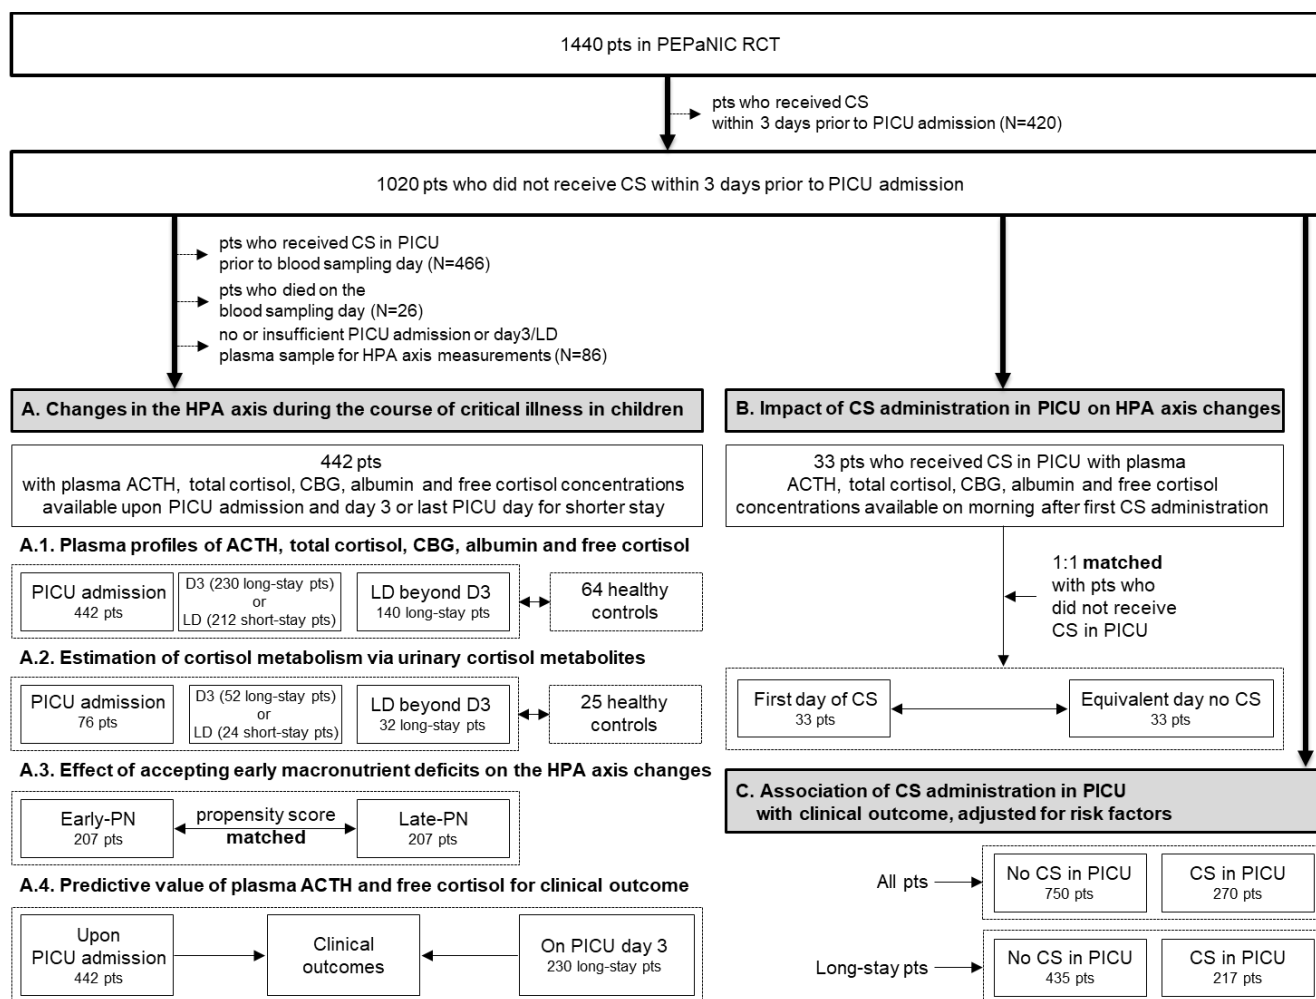 1440 pts in PEPaNIC RCT
pts who received CS
within 3 days prior to PICU admission (N=420)
1020 pts who did not receive CS within 3 days prior to PICU admission
pts who received CS in PICU
prior to blood sampling day (N=466)
pts who died on the
blood sampling day (N=26)
no or insufficient PICU admission or day3/LD
plasma sample for HPA axis measurements (N=86)
A. Changes in the HPA axis during the course of critical illness in children
442 pts
with plasma ACTH, total cortisol, CBG, albumin and free cortisol concentrations
available upon PICU admission and day 3 or last PICU day for shorter stay
A.1. Plasma profiles of ACTH, total cortisol, CBG, albumin and free cortisol
PICU admission
442 pts
D3 (230 long-stay pts)
or
LD (212 short-stay pts)
LD beyond D3
140 long-stay pts
64 healthy
controls
A.2. Estimation of cortisol metabolism via urinary cortisol metabolites
PICU admission
76 pts
D3 (52 long-stay pts)
or
LD (24 short-stay pts)
LD beyond D3
32 long-stay pts
25 healthy
controls
A.3. Effect of accepting early macronutrient deficits on the HPA axis changes
Early-PN
207 pts
propensity score
matched
Late-PN
207 pts
A.4. Predictive value of plasma ACTH and free cortisol for clinical outcome
Upon
PICU admission
442 pts
Clinical
outcomes
On PICU day 3
230 long-stay pts
B. Impact of CS administration in PICU on HPA axis changes
33 pts who received CS in PICU with plasma
ACTH, total cortisol, CBG, albumin and free cortisol
concentrations available on morning after first CS administration
1:1 matched
with pts who
did not receive
CS in PICU
First day of CS
33 pts
Equivalent day no CS
33 pts
C. Association of CS administration in PICU
with clinical outcome, adjusted for risk factors
All pts
No CS in PICU
750 pts
CS in PICU
270 pts
Long-stay pts
No CS in PICU
435 pts
CS in PICU
217 pts